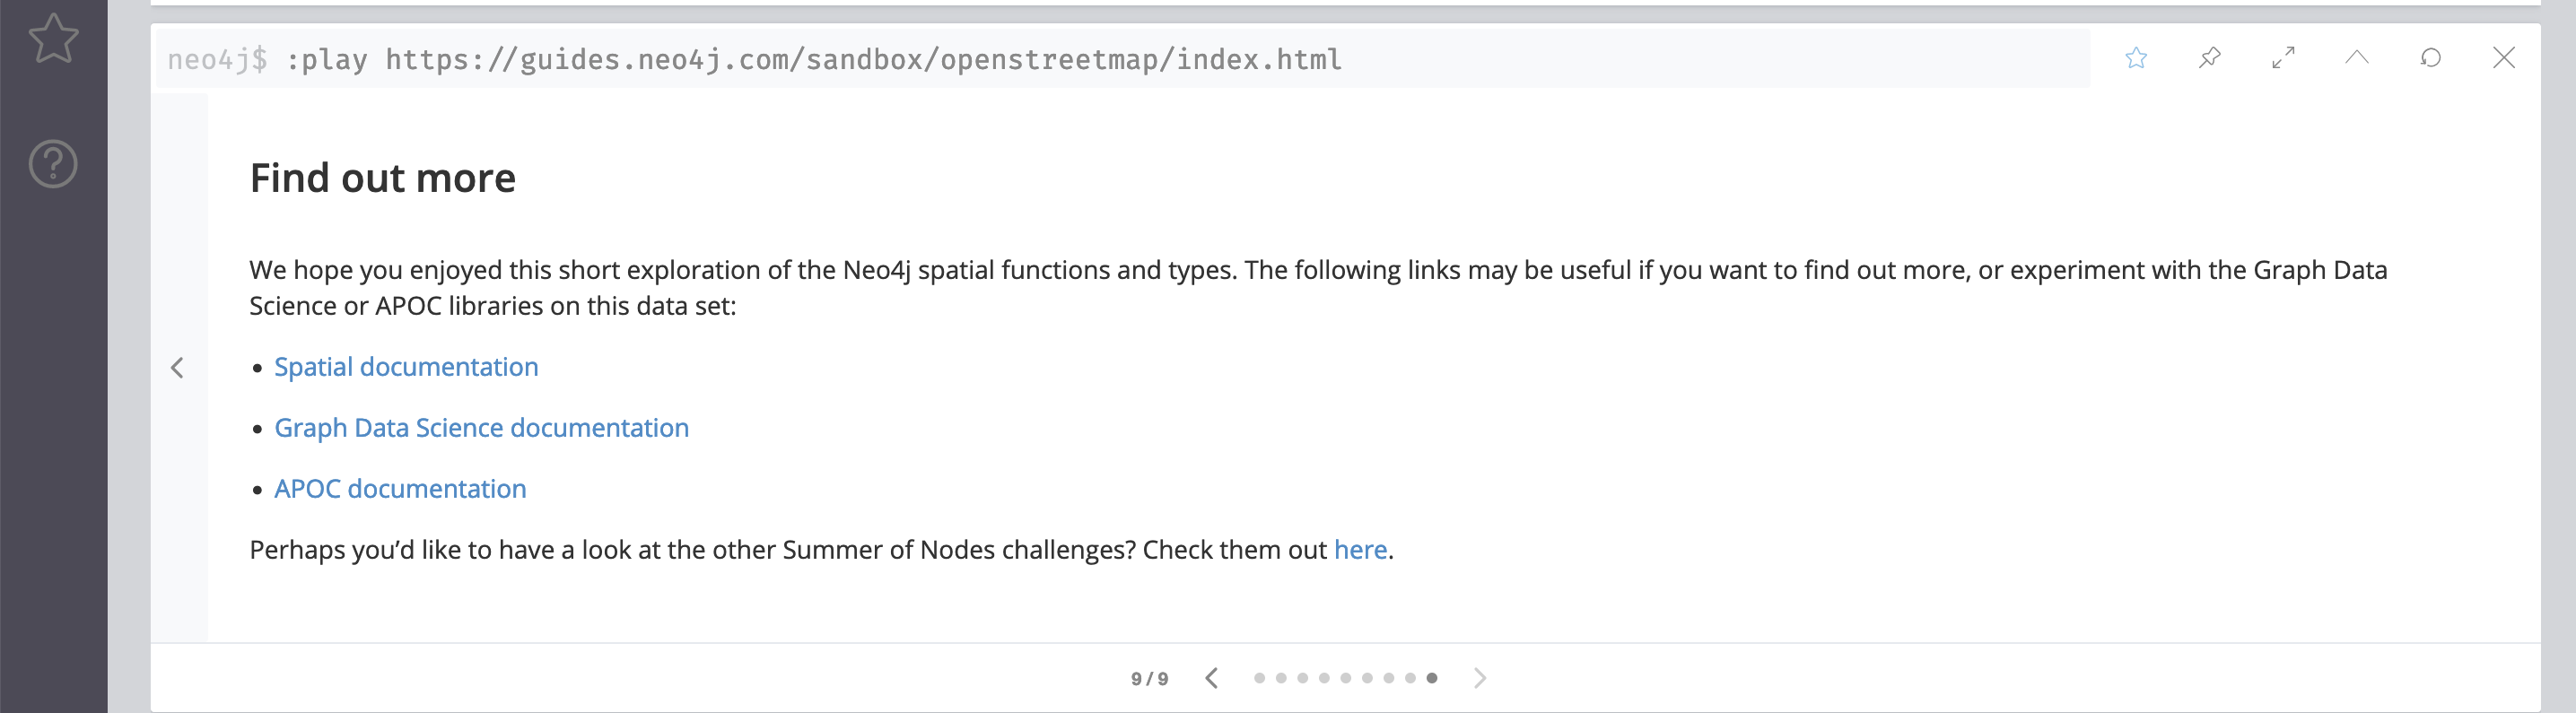 neo4j$ :play https://guides.neo4j.com/sandbox/openstreetmap/index.html
Find out more
We hope you enjoyed this short exploration of the Neo4j spatial functions and types. The following links may be useful if you want to find out more, or experiment with the Graph Data
Science or APOC libraries on this data set:
• Spatial documentation
• Graph Data Science documentation
• APOC documentation
Perhaps you’d like to have a look at the other Summer of Nodes challenges? Check them out here.
9 / 9